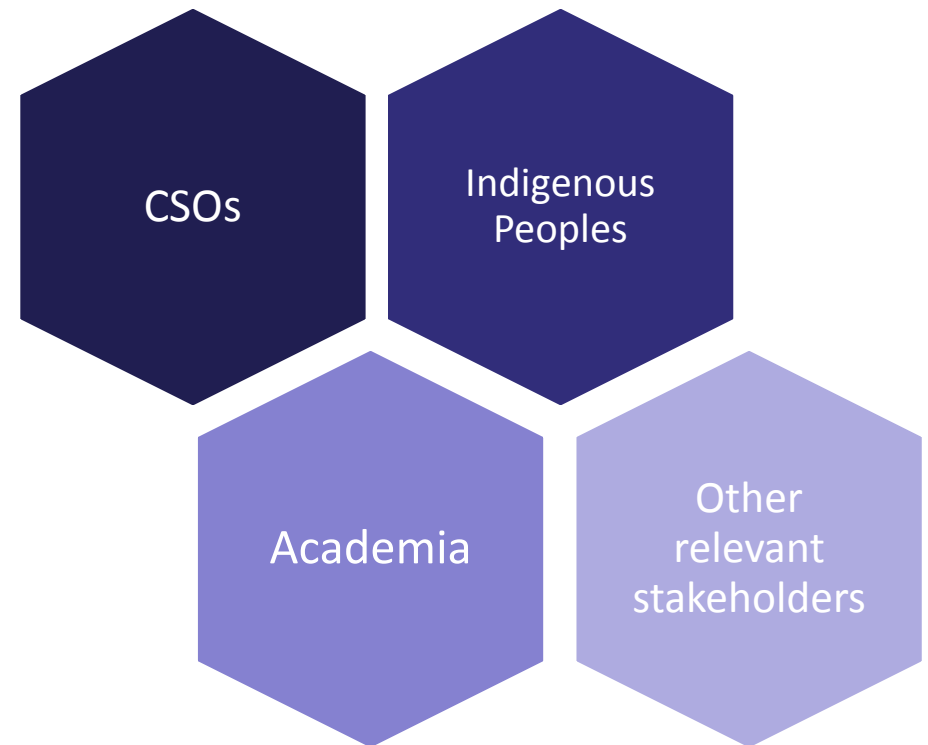 CSOs
Indigenous
Peoples
Academia
Other
relevant
stakeholders